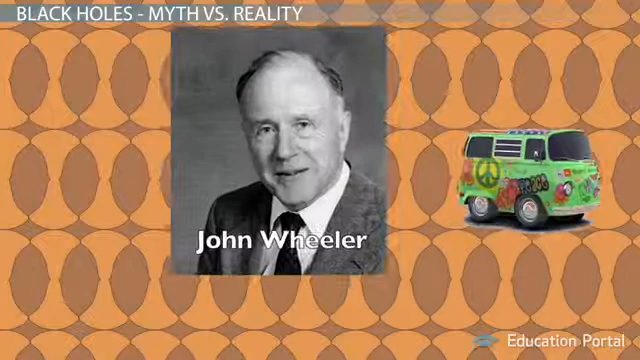 BLACK HOLES - MYTH VS. REALITY
John Wheeler
Education Portal